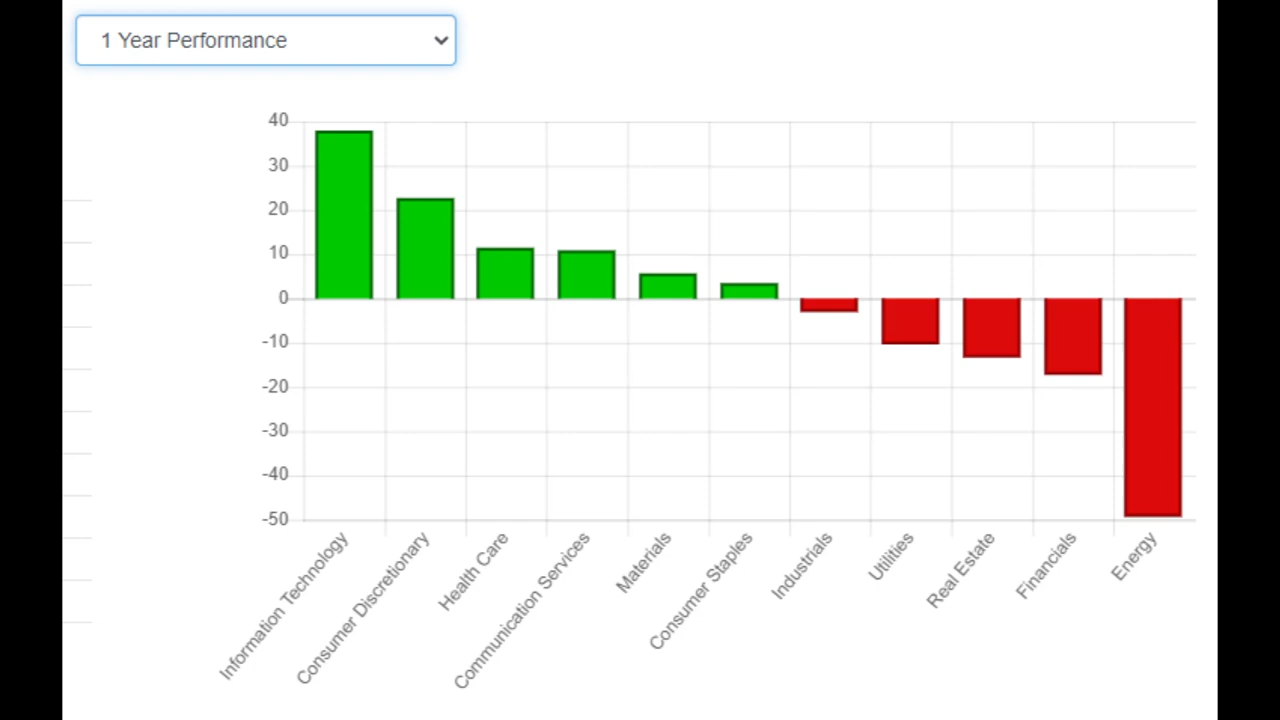 1 Year Performance
40
30
20
10
0
-10
-20
-30
-40
-50
Information Technology
Consumer Discretionary
Health Care
Communication Services
Materials
Consumer Staples
Industrials
Utilities
Real Estate
Financials
Energy